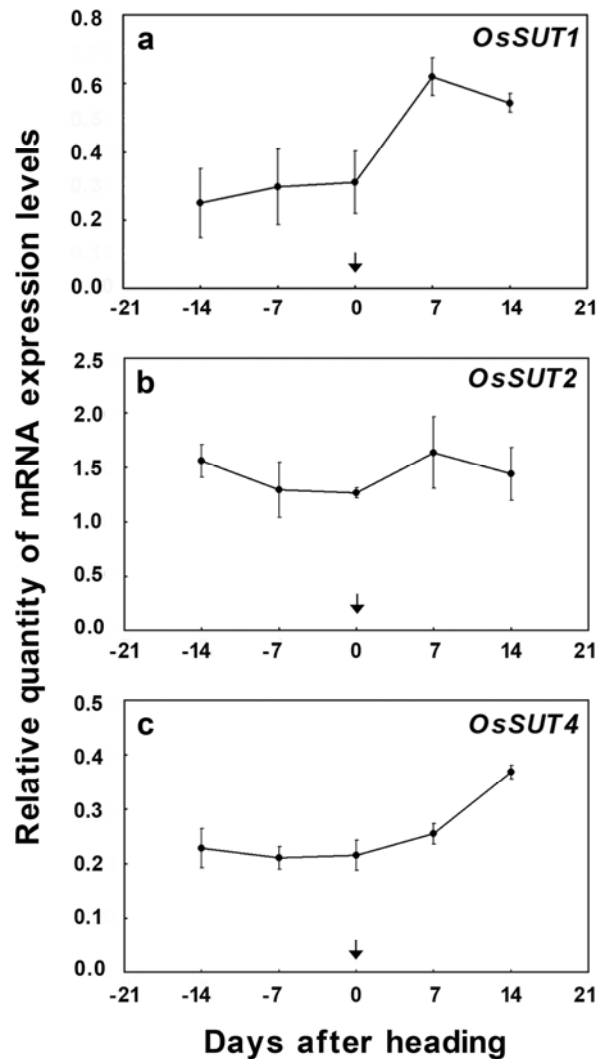 Relative quantity of mRNA expression levels
a
OsSUT1
0.8
0.6
0.4
0.2
0.0
-21 -14 -7 0 7 14 21
b
OsSUT2
2.5
2.0
1.5
1.0
0.5
0.0
-21 -14 -7 0 7 14 21
c
OsSUT4
0.5
0.4
0.3
0.2
0.1
0.0
-21 -14 -7 0 7 14 21
Days after heading